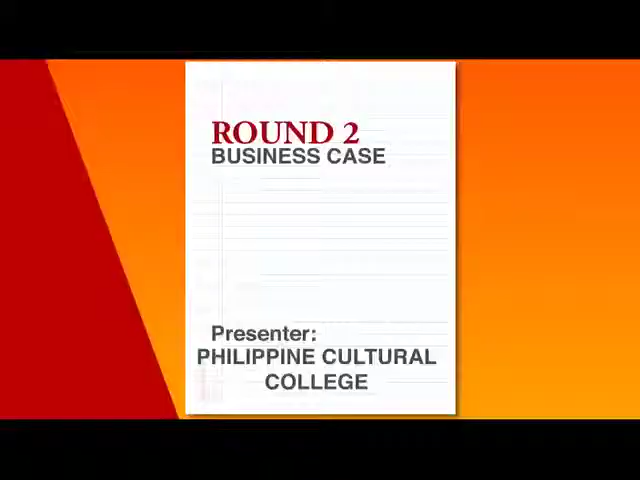 ROUND 2
BUSINESS CASE
Presenter:
PHILIPPINE CULTURAL
COLLEGE